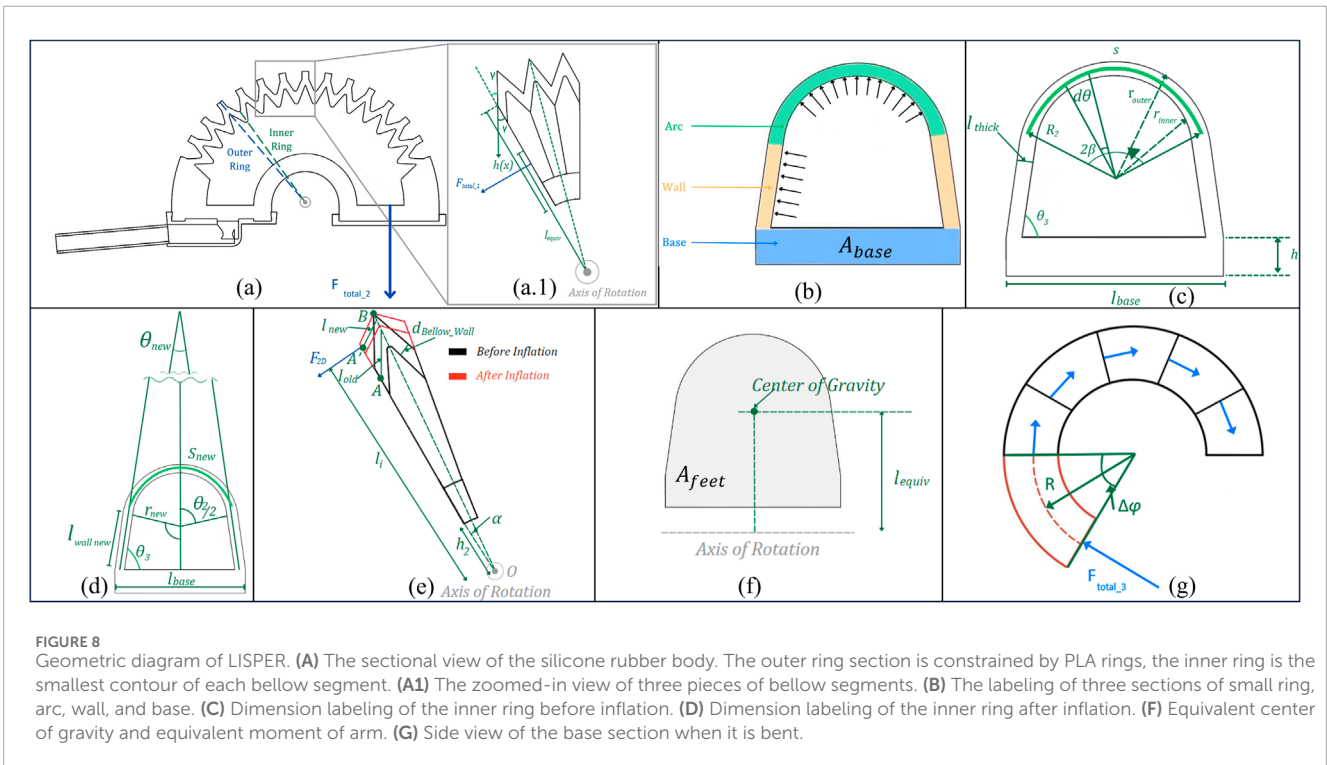 Outer
Ring
Inner
Ring
F total_2
(a)
γ
γ
h(x)
F total_1
l equiv
(a.1)
Axis of Rotation
Arc
Wall
Base
A base
(b)
s
dθ
r outer
r inner
l thick
R₂
2β
θ₃
h
l base
(c)
θ new
S new
r new
θ₂/2
l wall new
θ₃
l base
(d)
B
l new
d Bellow_Wall
F 2D
A'
l old
A
Before Inflation
After Inflation
l i
α
h₂
O
(e)
Axis of Rotation
Center of Gravity
A feet
l equiv
Axis of Rotation
(f)
R
Δφ
F total_3
(g)
FIGURE 8
Geometric diagram of LISPER. (A) The sectional view of the silicone rubber body. The outer ring section is constrained by PLA rings, the inner ring is the
smallest contour of each bellow segment. (A1) The zoomed-in view of three pieces of bellow segments. (B) The labeling of three sections of small ring,
arc, wall, and base. (C) Dimension labeling of the inner ring before inflation. (D) Dimension labeling of the inner ring after inflation. (F) Equivalent center
of gravity and equivalent moment of arm. (G) Side view of the base section when it is bent.